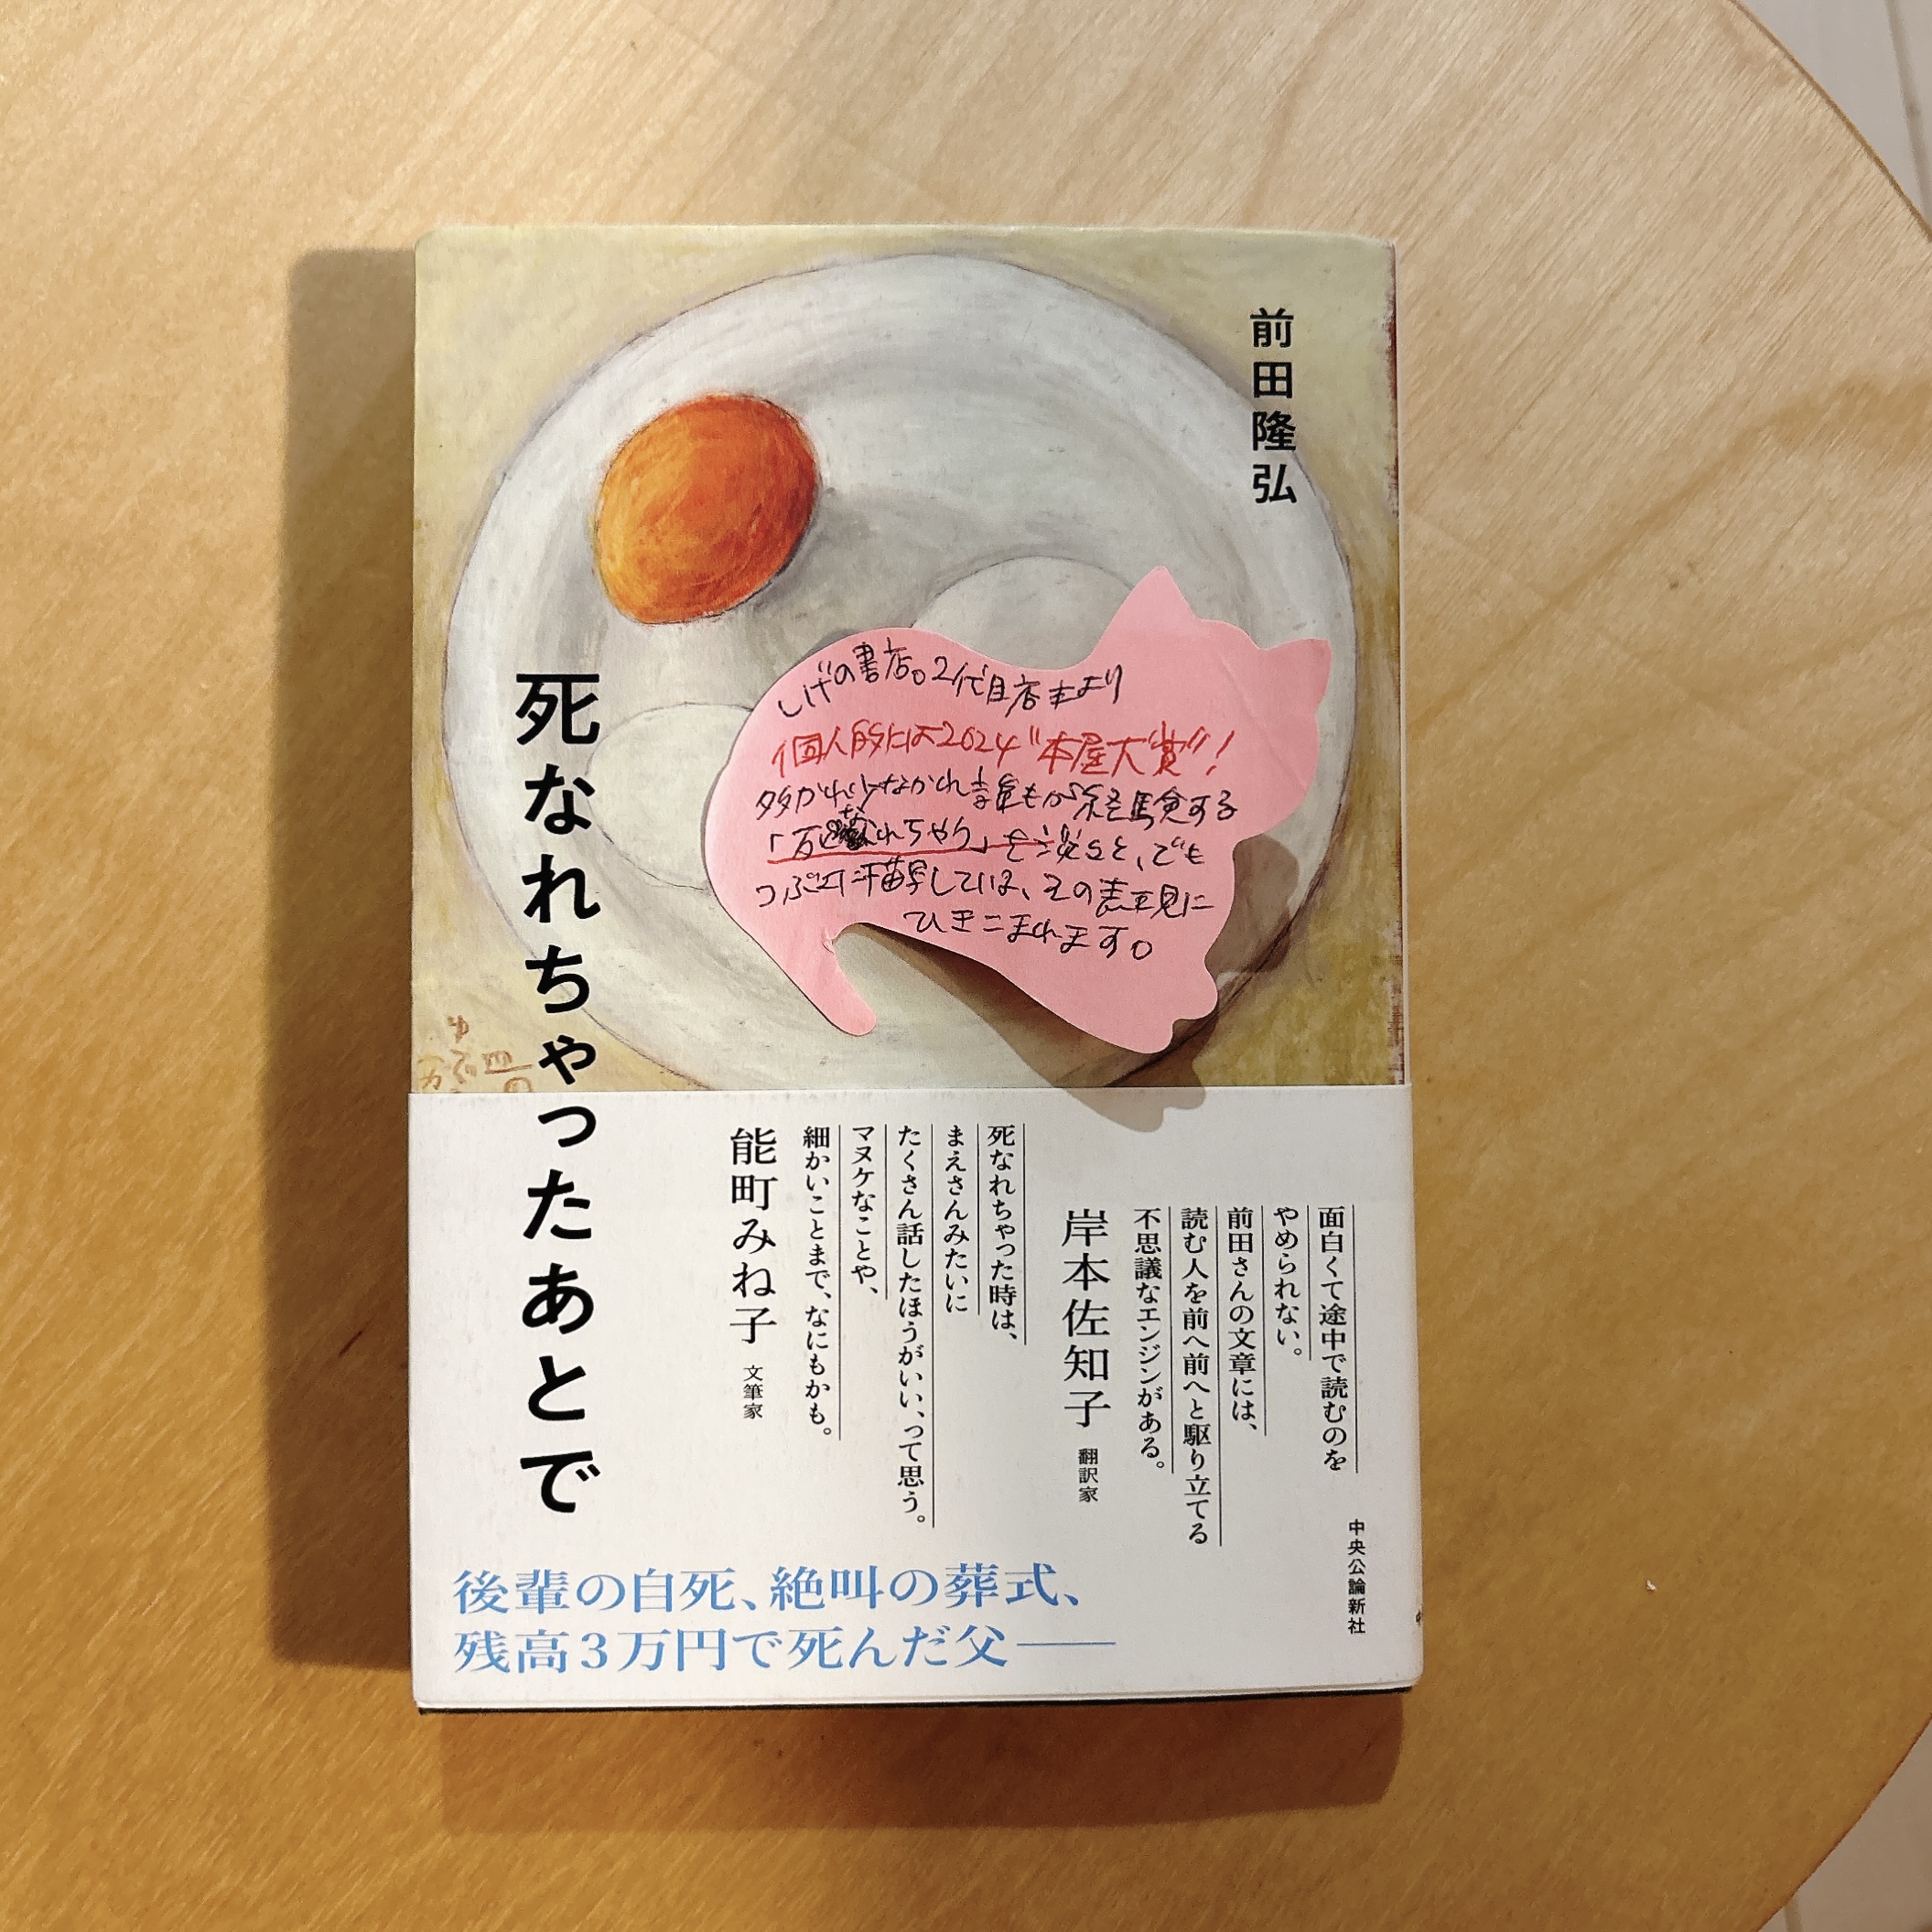 前田隆弘
死なれちゃったあとで
しげの書店。2代目店主より
個人的には2024"本屋大賞"!
多かれ少なかれ誰もが経験する
「死なれちゃう」を淡々と、でも
つぶさに描写していは、その表現に
ひきこまれます。
面白くて途中で読むのを
やめられない。
前田さんの文章には、
読む人を前へ前へと駆り立てる
不思議なエンジンがある。
岸本佐知子 翻訳家
死なれちゃった時は、
まえさんみたいに
たくさん話したほうがいい、って思う。
マヌケなことや、
細かいことまで、なにもかも。
能町みね子 文筆家
後輩の自死、絶叫の葬式、
残高3万円で死んだ父──
中央公論新社